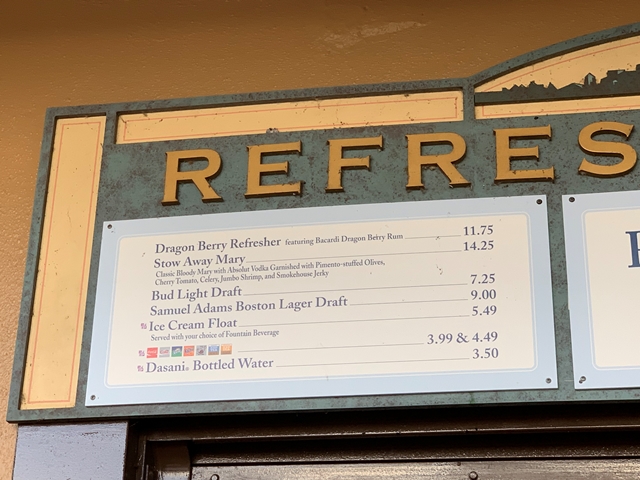 REFRES
Dragon Berry Refresher featuring Bacardi Dragon Berry Rum 11.75
Stow Away Mary 14.25
Classic Bloody Mary with Absolut Vodka Garnished with Pimento-stuffed Olives,
Cherry Tomato, Celery, Jumbo Shrimp, and Smokehouse Jerky
Bud Light Draft 7.25
Samuel Adams Boston Lager Draft 9.00
Ice Cream Float 5.49
Served with your choice of Fountain Beverage
3.99 & 4.49
Dasani® Bottled Water 3.50